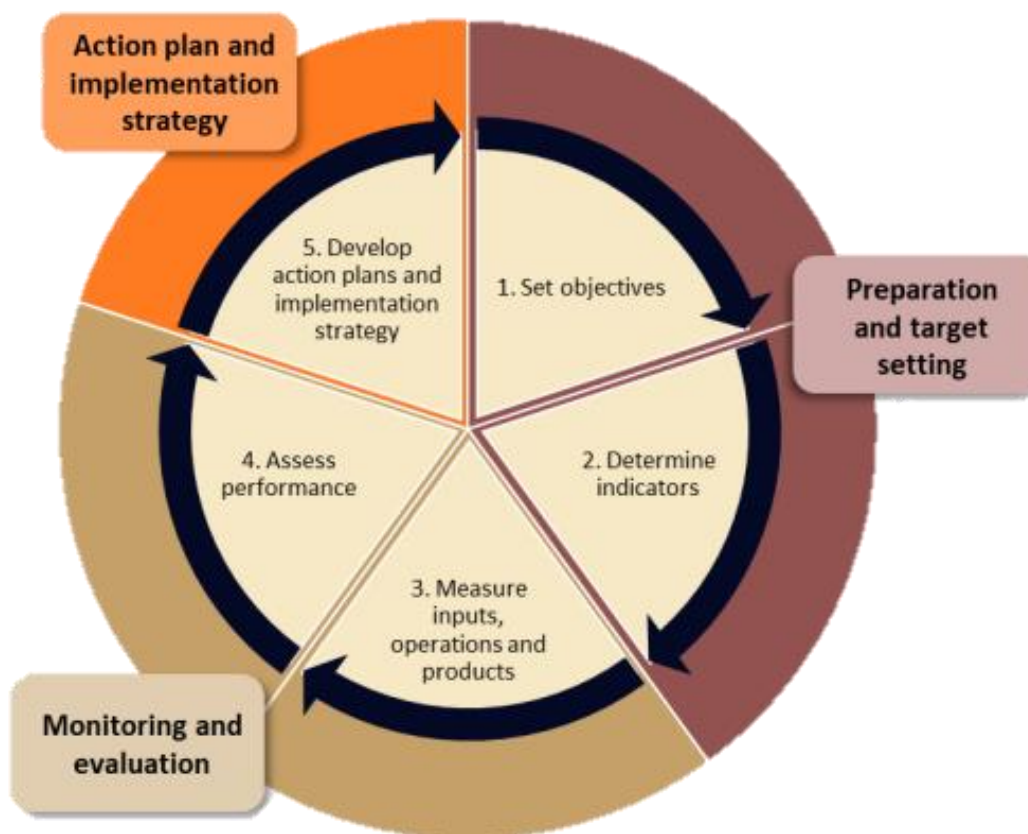 Action plan and
implementation
strategy
5. Develop
action plans and
implementation
strategy
1. Set objectives
Preparation
and target
setting
2. Determine
indicators
3. Measure
inputs,
operations and
products
4. Assess
performance
Monitoring and
evaluation